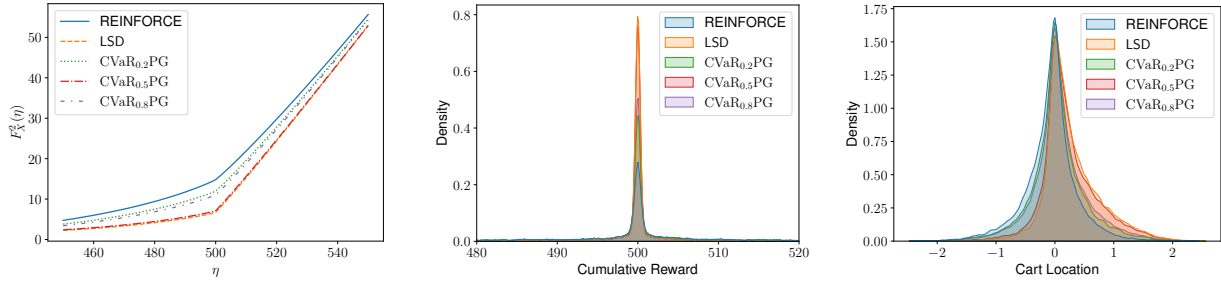 50
40
30
20
10
0
460
480
500
520
540
F²_X(η)
η
REINFORCE
LSD
CVaR₀.₂PG
CVaR₀.₅PG
CVaR₀.₈PG
0.8
0.6
0.4
0.2
0.0
480
490
500
510
520
Density
Cumulative Reward
REINFORCE
LSD
CVaR₀.₂PG
CVaR₀.₅PG
CVaR₀.₈PG
1.75
1.50
1.25
1.00
0.75
0.50
0.25
0.00
−2
−1
0
1
2
Density
Cart Location
REINFORCE
LSD
CVaR₀.₂PG
CVaR₀.₅PG
CVaR₀.₈PG